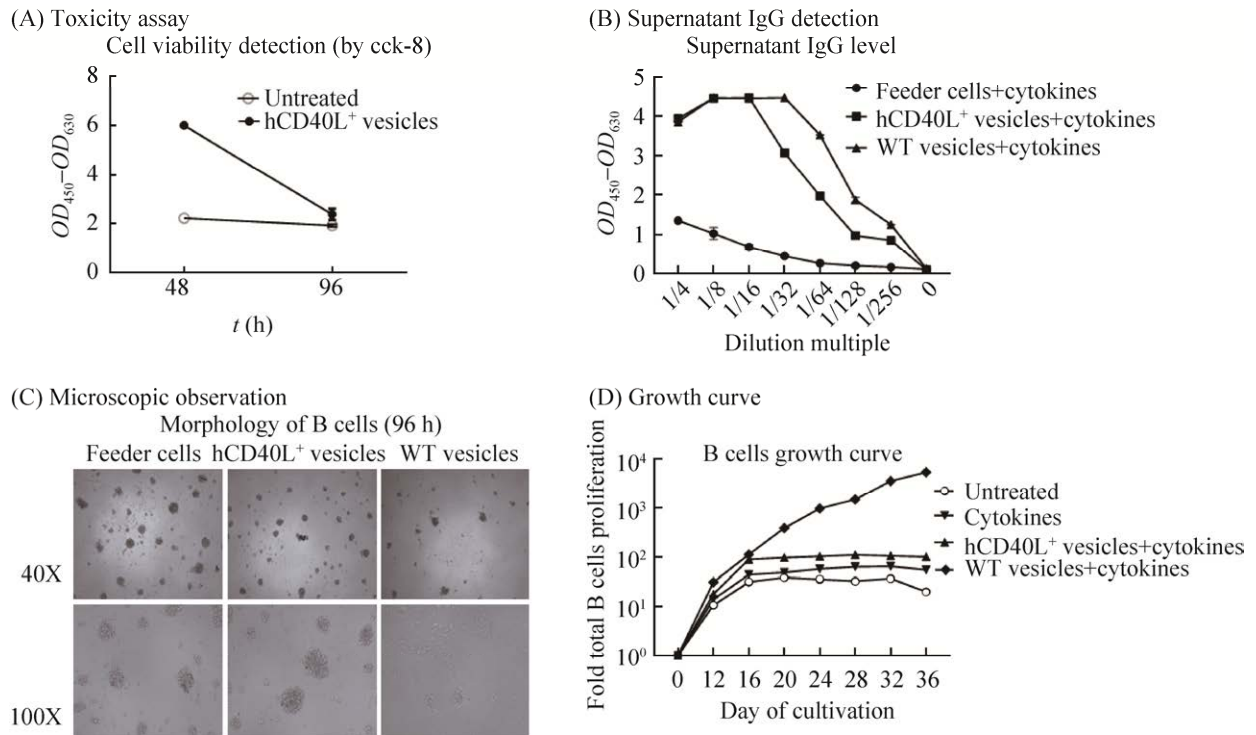 (A) Toxicity assay
Cell viability detection (by cck-8)
8
6
4
2
0
OD450−OD630
Untreated
hCD40L+ vesicles
48
96
t (h)
(B) Supernatant IgG detection
Supernatant IgG level
5
4
3
2
1
0
OD450−OD630
Feeder cells+cytokines
hCD40L+ vesicles+cytokines
WT vesicles+cytokines
1/4
1/8
1/16
1/32
1/64
1/128
1/256
0
Dilution multiple
(C) Microscopic observation
Morphology of B cells (96 h)
Feeder cells hCD40L+ vesicles WT vesicles
40X
100X
(D) Growth curve
B cells growth curve
Fold total B cells proliferation
10⁴
10³
10²
10¹
10⁰
Untreated
Cytokines
hCD40L+ vesicles+cytokines
WT vesicles+cytokines
0 12 16 20 24 28 32 36
Day of cultivation